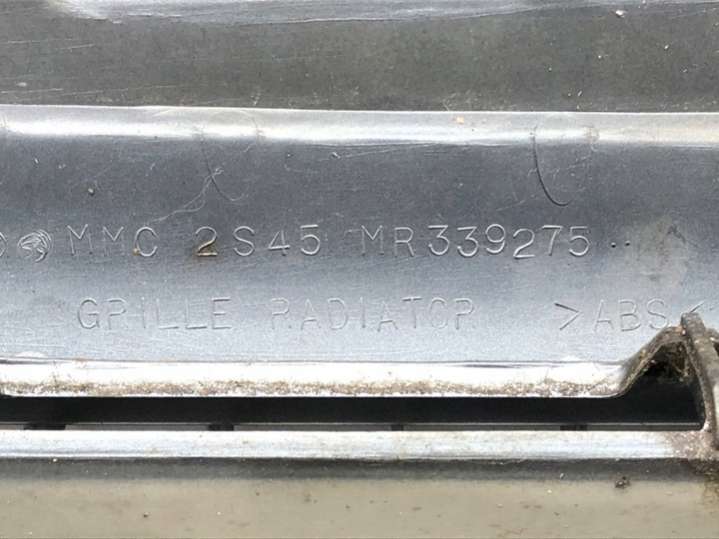 MMC 2S45 MR339275
GRILLE RADIATOR >ABS<